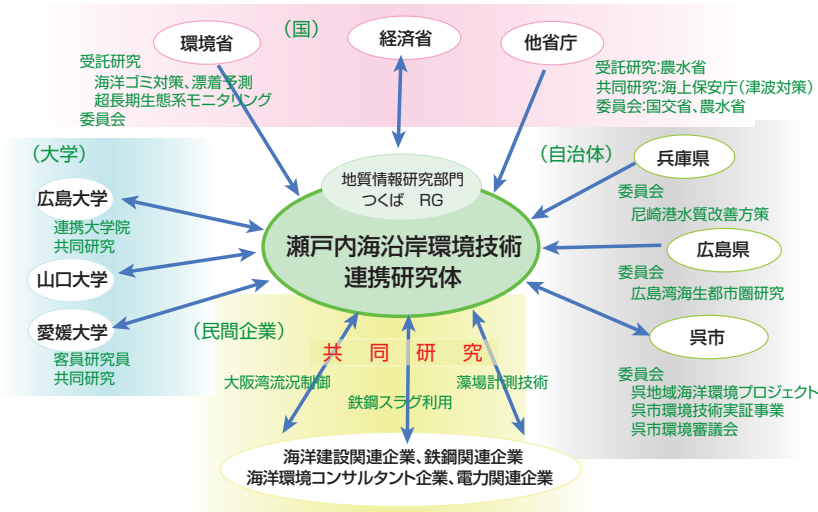 (国)
環境省
経済省
他省庁
受託研究
海洋ゴミ対策、漂着予測
超長期生態系モニタリング
委員会
受託研究:農水省
共同研究:海上保安庁(津波対策)
委員会:国交省、農水省
(大学)
広島大学
連携大学院
共同研究
山口大学
愛媛大学
客員研究員
共同研究
地質情報研究部門
つくば RG
瀬戸内海沿岸環境技術
連携研究体
(自治体)
兵庫県
委員会
尼崎港水質改善方策
広島県
委員会
広島湾海生都市圏研究
呉市
委員会
呉地域海洋環境プロジェクト
呉市環境技術実証事業
呉市環境審議会
(民間企業)
共 同 研 究
大阪湾流況制御
鉄鋼スラグ利用
藻場計測技術
海洋建設関連企業、鉄鋼関連企業
海洋環境コンサルタント企業、電力関連企業